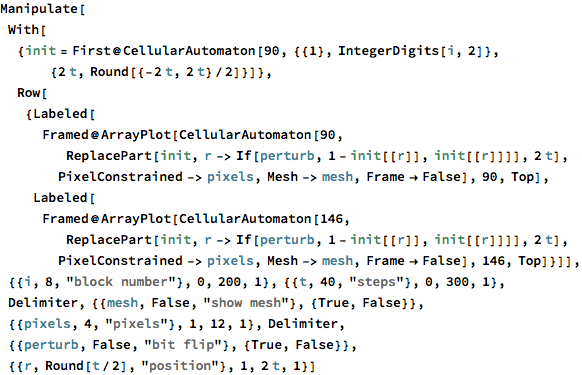 Manipulate[
With[
{init = First@CellularAutomaton[90, {{1}, IntegerDigits[i, 2]},
{2 t, Round[{-2 t, 2 t}/2]}]},
Row[
{Labeled[
Framed@ArrayPlot[CellularAutomaton[90,
ReplacePart[init, r -> If[perturb, 1 - init[[r]], init[[r]]]], 2 t],
PixelConstrained -> pixels, Mesh -> mesh, Frame → False], 90, Top],
Labeled[
Framed@ArrayPlot[CellularAutomaton[146,
ReplacePart[init, r -> If[perturb, 1 - init[[r]], init[[r]]]], 2 t],
PixelConstrained -> pixels, Mesh -> mesh, Frame → False], 146, Top]}]],
{{i, 8, "block number"}, 0, 200, 1}, {{t, 40, "steps"}, 0, 300, 1},
Delimiter, {{mesh, False, "show mesh"}, {True, False}},
{{pixels, 4, "pixels"}, 1, 12, 1}, Delimiter,
{{perturb, False, "bit flip"}, {True, False}},
{{r, Round[t/2], "position"}, 1, 2 t, 1}]